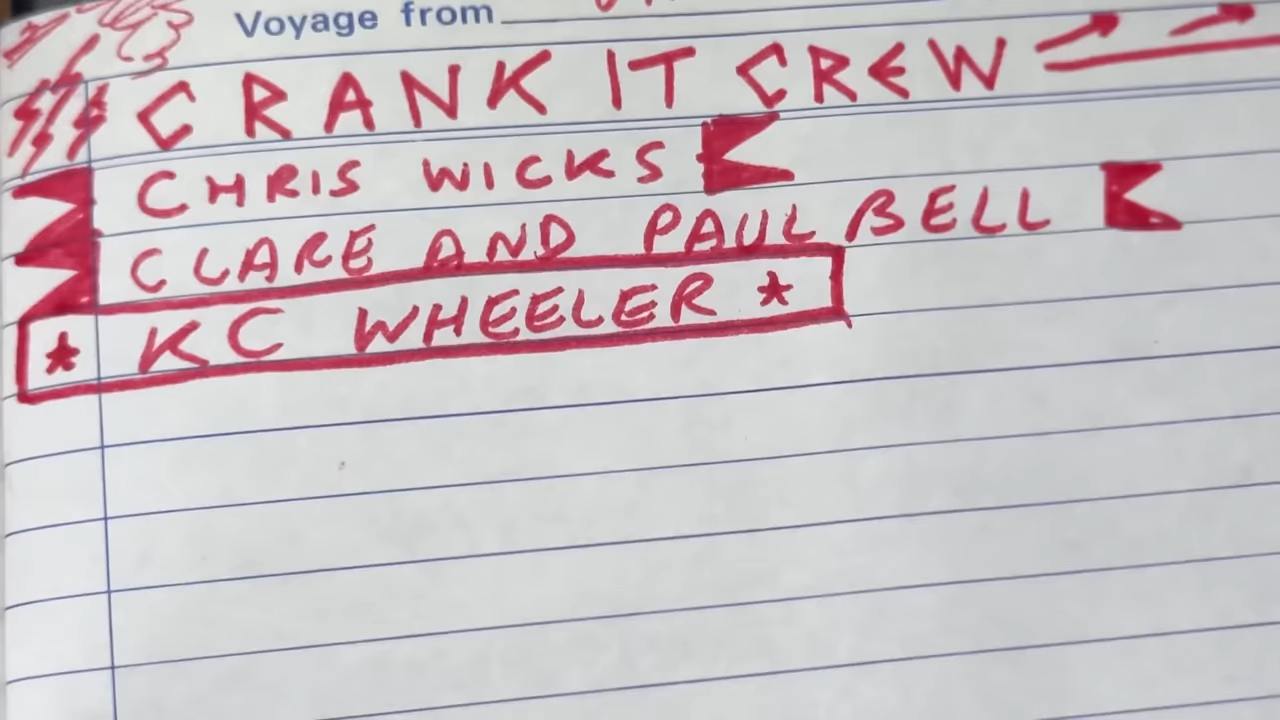 Voyage from
CRANK IT CREW
CHRIS WICKS
CLARE AND PAUL BELL
KC WHEELER